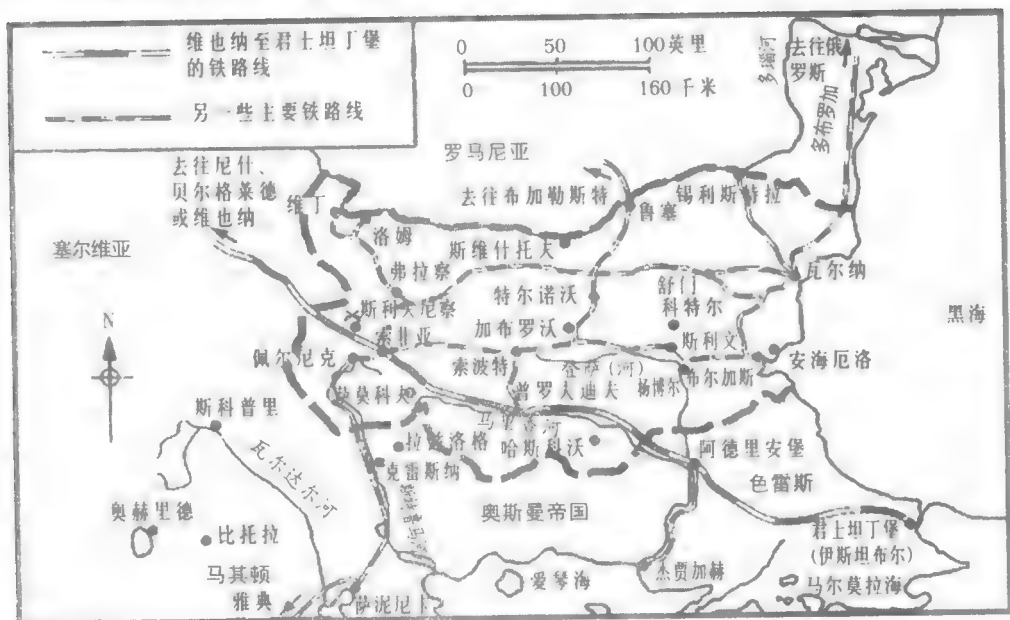 维也纳至君士坦丁堡
的铁路线
另一些主要铁路线
0 50 100 英里
0 100 160 千米
多瑙河
去往俄
罗斯
多布罗加
罗马尼亚
去往尼什、
贝尔格莱德
或维也纳
维丁
去往布加勒斯特
锡利斯特拉
鲁塞
塞尔维亚
洛姆
斯维什托夫
弗拉察
瓦尔纳
特尔诺沃
舒门
科特尔
斯利夫尼察
黑海
N
索非亚
加布罗沃
斯利文
佩尔尼克
索波特
登萨(河)
安海厄洛
萨莫科夫
普罗夫迪夫
杨博尔
布尔加斯
斯科普里
马里查河
拉兹洛格
哈斯科沃
阿德里安堡
瓦尔达尔河
克雷斯纳
色雷斯
奥赫里德
奥斯曼帝国
比托拉
君士坦丁堡
(伊斯坦布尔)
马其顿
爱琴海
杰贾加赫
马尔莫拉海
雅典
萨泥尼卡